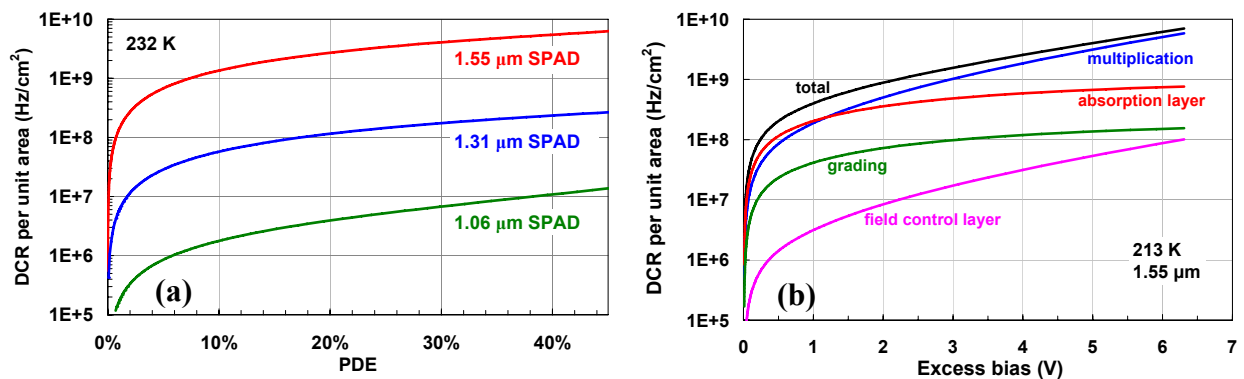 DCR per unit area (Hz/cm²)
1E+10
1E+9
1E+8
1E+7
1E+6
1E+5
232 K
1.55 µm SPAD
1.31 µm SPAD
1.06 µm SPAD
(a)
0% 10% 20% 30% 40%
PDE
DCR per unit area (Hz/cm²)
1E+10
1E+9
1E+8
1E+7
1E+6
1E+5
total
multiplication
absorption layer
grading
field control layer
213 K
1.55 µm
(b)
0 1 2 3 4 5 6 7
Excess bias (V)